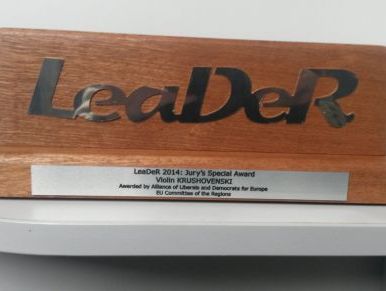 LeaDeR
LeaDeR 2014: Jury's Special Award
Violin KRUSHOVENSKI
Awarded by Alliance of Liberals and Democrats for Europe
EU Committee of the Regions